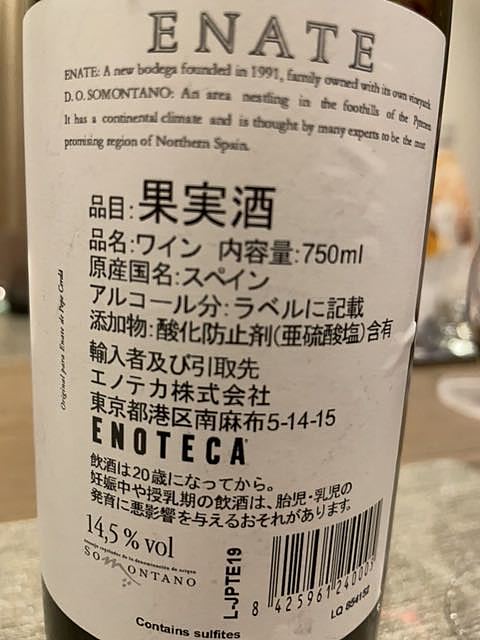 ENATE
ENATE: A new bodega founded in 1991, family owned with its own vineyards
D.O.SOMONTANO: An area nestling in the foothills of the Pyrenees
It has a continental climate and is thought by many experts to be the most
promising region of Northern Spain.
品目:果実酒
品名:ワイン 内容量:750ml
原産国名:スペイン
アルコール分:ラベルに記載
添加物:酸化防止剤(亜硫酸塩)含有
輸入者及び引取先
エノテカ株式会社
東京都港区南麻布5-14-15
ENOTECA
飲酒は20歳になってから。
妊娠中や授乳期の飲酒は、胎児・乳児の
発育に悪影響を与えるおそれがあります。
14,5% vol
SOMONTANO
Contains sulfites
L-JPTE19
8 425961 240003
Original para Enate de Pepe Cerdá